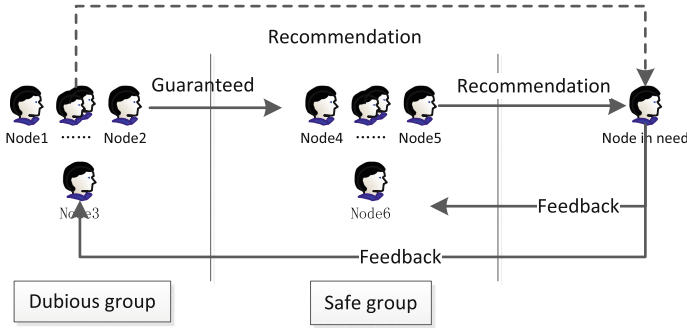 Recommendation
Guaranteed
Recommendation
Node1 ...... Node2
Node4 ...... Node5
Node in need
Node3
Node6
Feedback
Feedback
Dubious group
Safe group